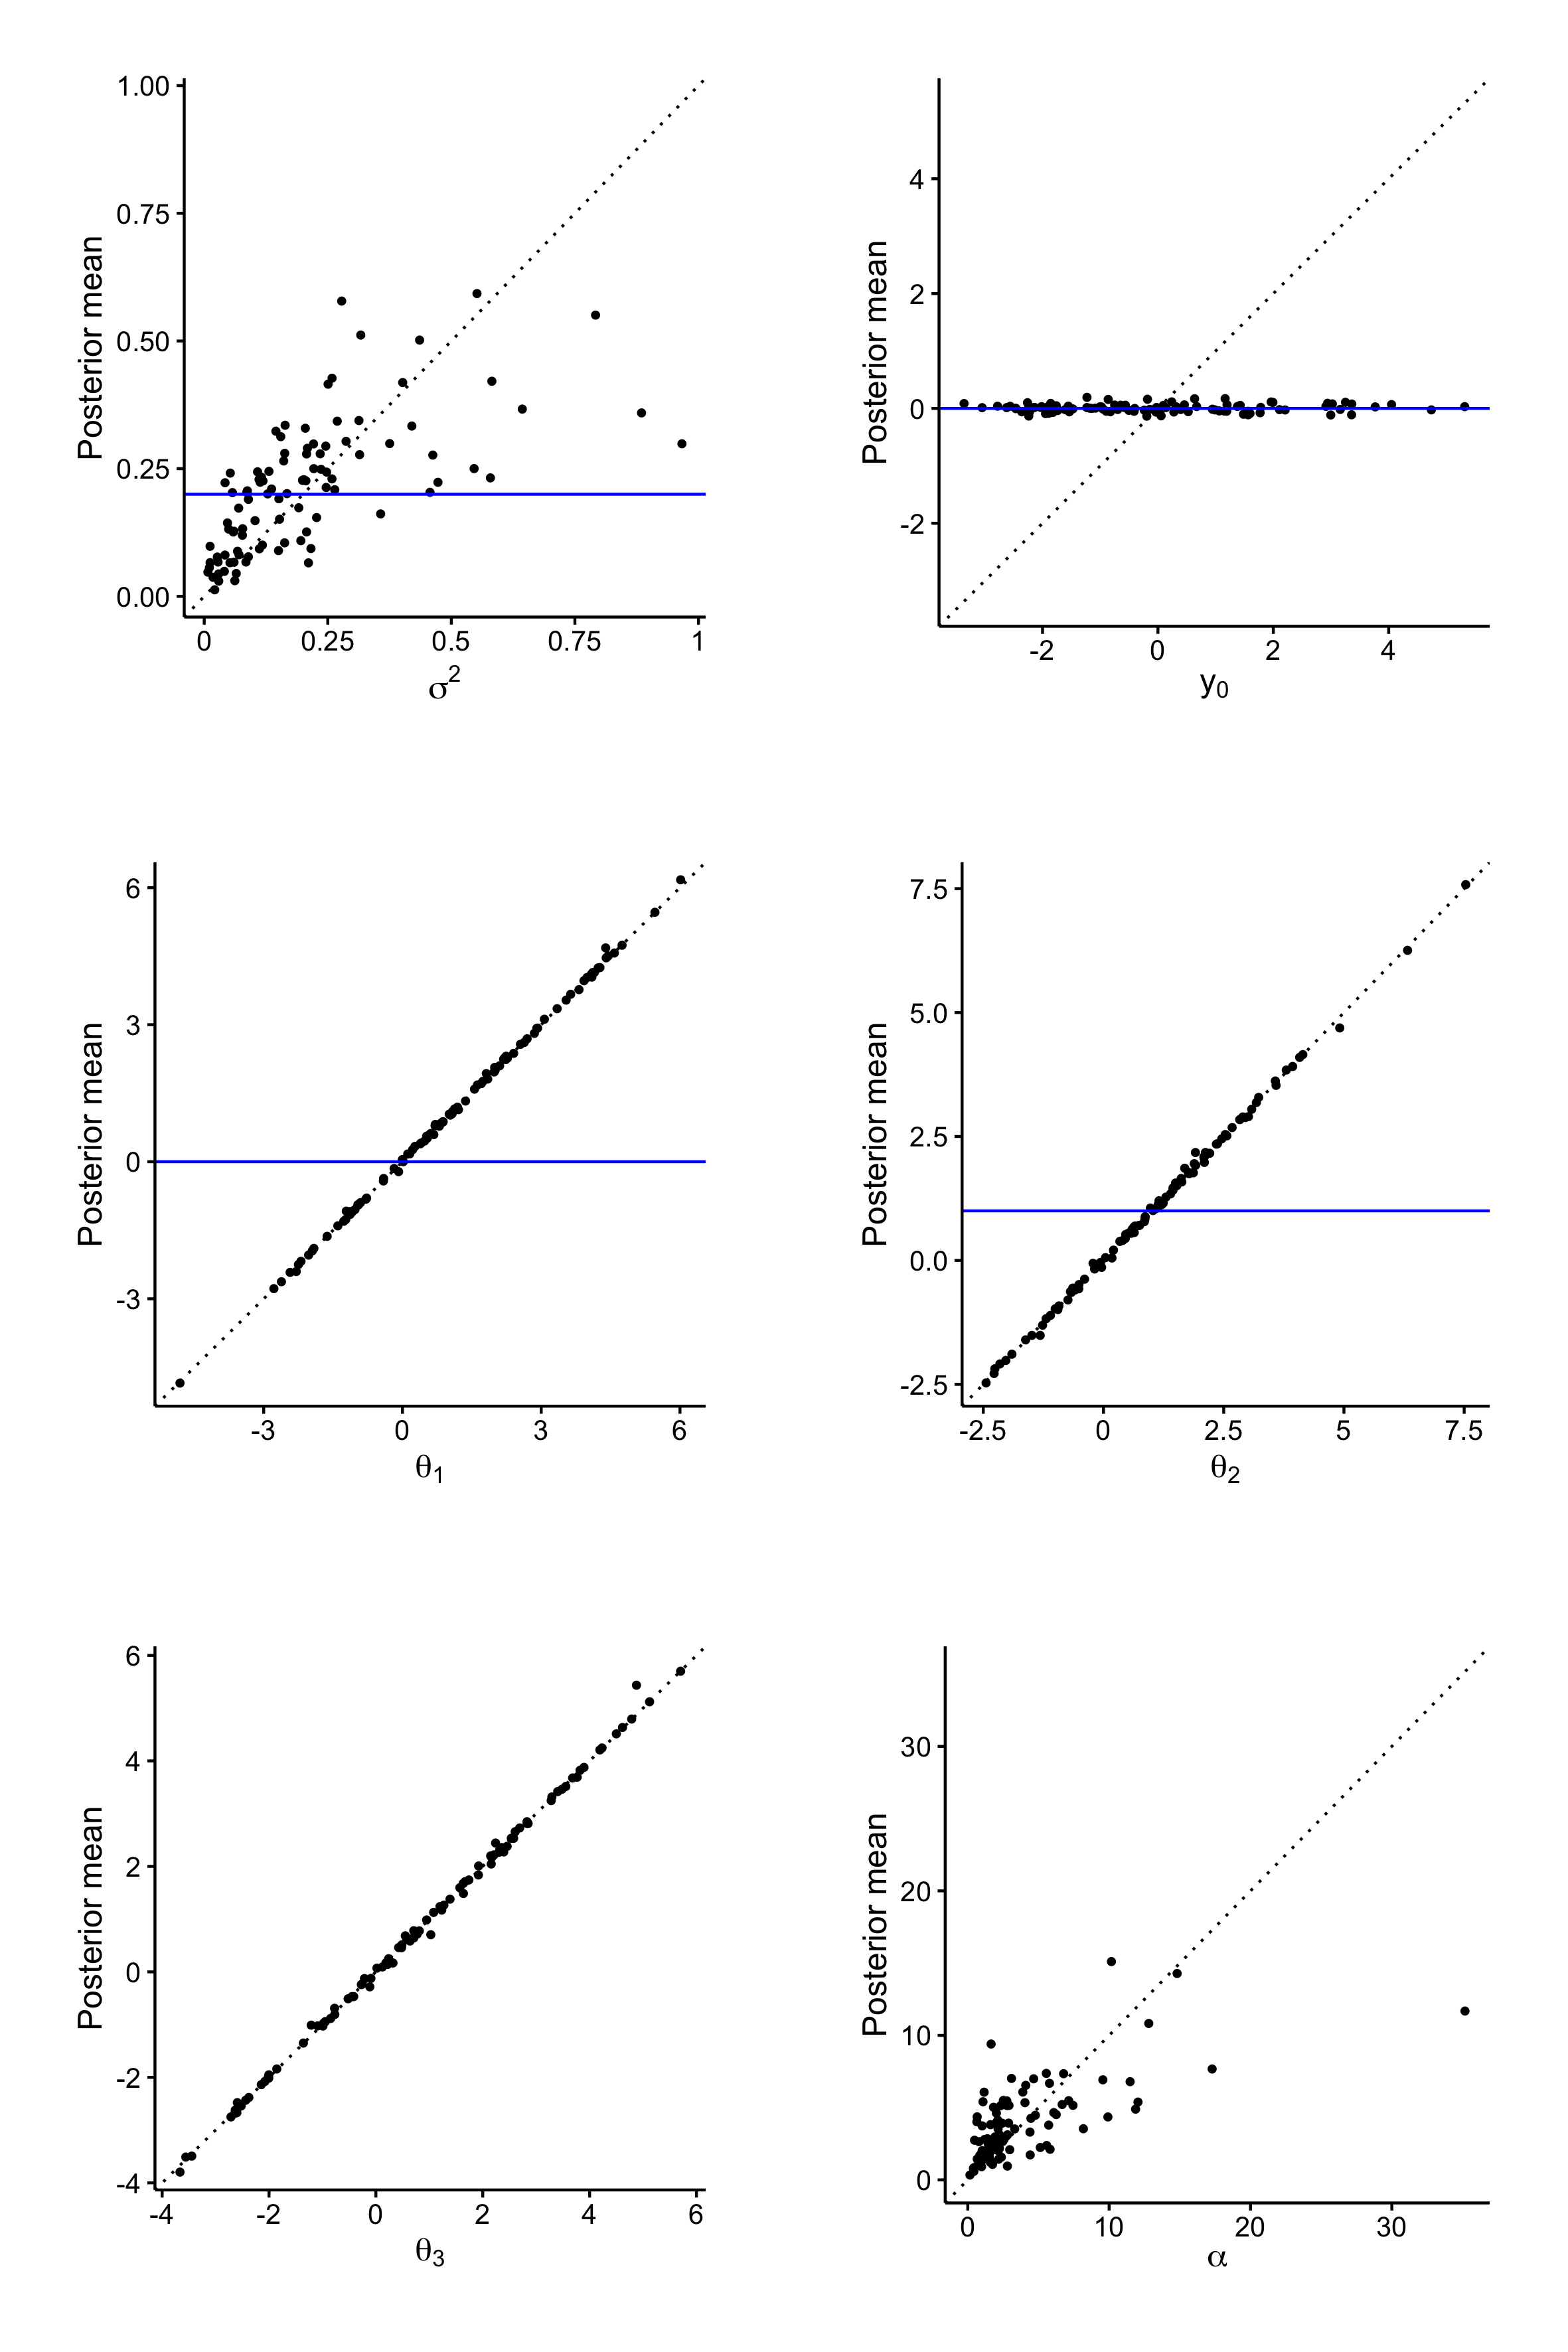 1.00
0.75
0.50
0.25
0.00
Posterior mean
0 0.25 0.5 0.75 1
σ²
4
2
0
-2
Posterior mean
-2 0 2 4
y₀
6
3
0
-3
Posterior mean
-3 0 3 6
θ₁
7.5
5.0
2.5
0.0
-2.5
Posterior mean
-2.5 0 2.5 5 7.5
θ₂
6
4
2
0
-2
-4
Posterior mean
-4 -2 0 2 4 6
θ₃
30
20
10
0
Posterior mean
0 10 20 30
α